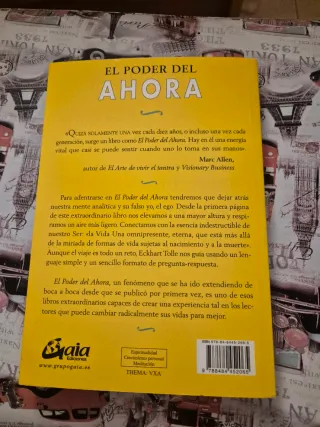 EL PODER DEL
AHORA
«QUIZÁ SOLAMENTE UNA vez cada diez años, o incluso una vez cada
generación, surge un libro como El Poder del Ahora. Hay en él una energía
vital que casi se puede sentir cuando uno lo toma en sus manos».
Marc Allen,
autor de El Arte de vivir el tantra y Visionary Business
Para adentrarse en El Poder del Ahora tendremos que dejar atrás
nuestra mente analítica y su falso yo, el ego. Desde la primera página
de este extraordinario libro nos elevamos a una mayor altura y respi-
ramos un aire más ligero. Conectamos con la esencia indestructible de
nuestro Ser: «la Vida Una omnipresente, eterna, que está más allá
de la miríada de formas de vida sujetas al nacimiento y a la muerte».
Aunque el viaje es todo un reto, Eckhart Tolle nos guía usando un len-
guaje simple y un sencillo formato de pregunta-respuesta.
El Poder del Ahora, un fenómeno que se ha ido extendiendo de
boca a boca desde que se publicó por primera vez, es uno de esos
libros extraordinarios capaces de crear una experiencia tal en los lec-
tores que puede cambiar radicalmente sus vidas para mejor.
gaia
ediciones
www.grupogaia.es
Espiritualidad
Crecimiento personal
Meditación
THEMA: VXA
9 788484 452065